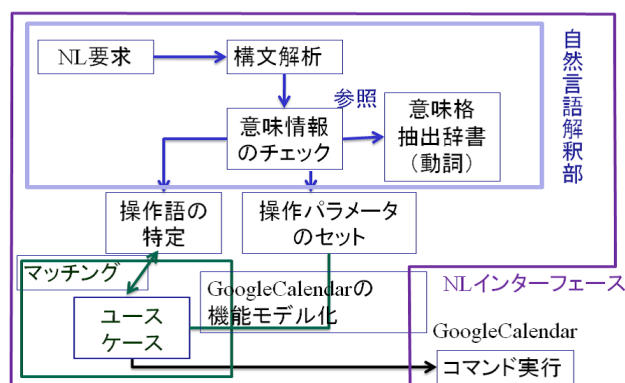 NL要求
構文解析
参照
意味情報
のチェック
意味格
抽出辞書
(動詞)
自然言語解釈部
操作語の
特定
操作パラメータ
のセット
マッチング
GoogleCalendarの
機能モデル化
NLインターフェース
ユース
ケース
GoogleCalendar
コマンド実行